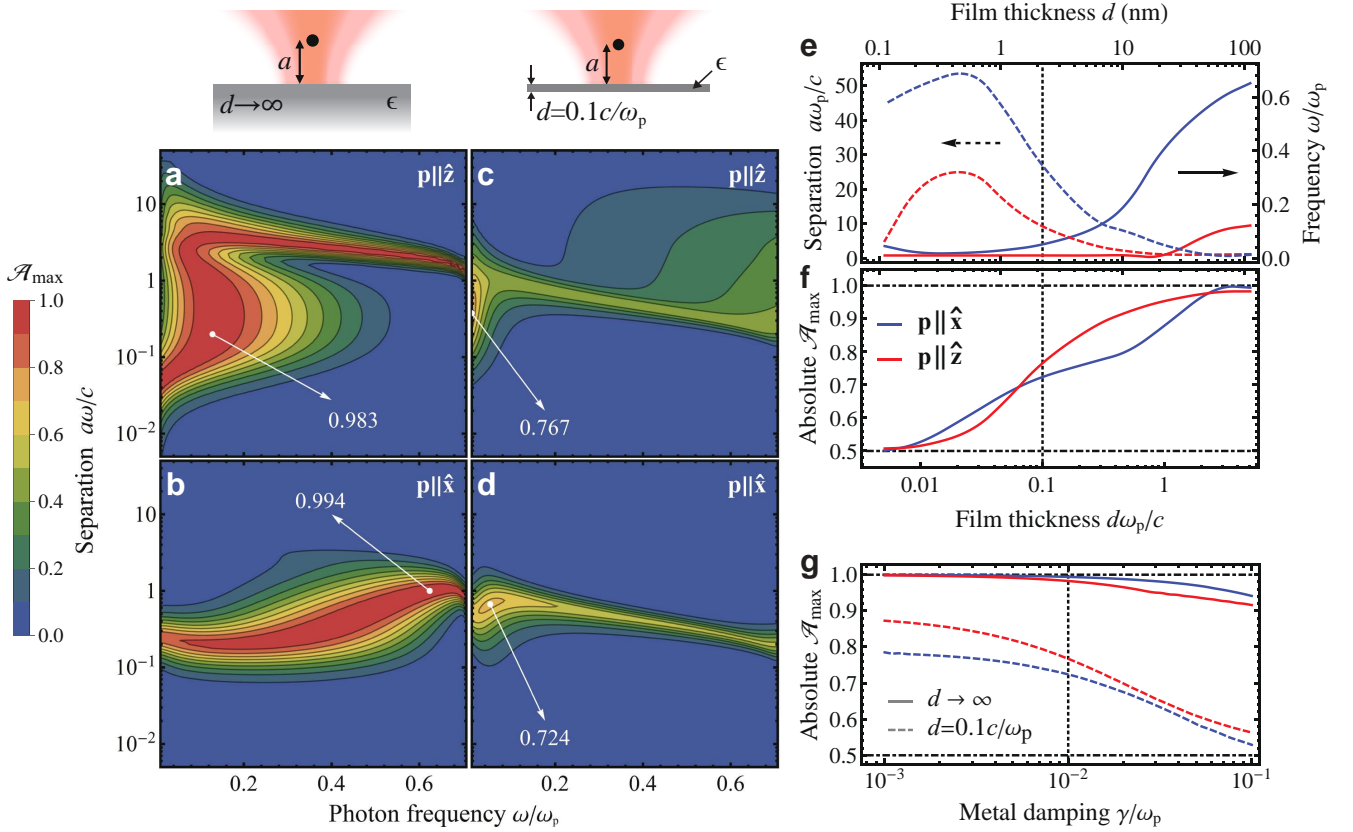 a
d→∞
ϵ
a
ϵ
d=0.1c/ωp
𝒜max
1.0
0.8
0.6
0.4
0.2
0.0
Separation aω/c
a
p||ẑ
10
1
10⁻¹
10⁻²
0.983
c
p||ẑ
0.767
b
p||x̂
10
1
10⁻¹
10⁻²
0.994
0.2
0.4
0.6
d
p||x̂
0.724
0.2
0.4
0.6
Photon frequency ω/ωp
Film thickness d (nm)
e
0.1
1
10
100
Separation aωp/c
50
40
30
20
10
0
Frequency ω/ωp
0.6
0.4
0.2
0.0
f
Absolute 𝒜max
1.0
0.9
0.8
0.7
0.6
0.5
p||x̂
p||ẑ
0.01
0.1
1
Film thickness dωp/c
g
Absolute 𝒜max
1.0
0.9
0.8
0.7
0.6
0.5
d → ∞
d=0.1c/ωp
10⁻³
10⁻²
10⁻¹
Metal damping γ/ωp